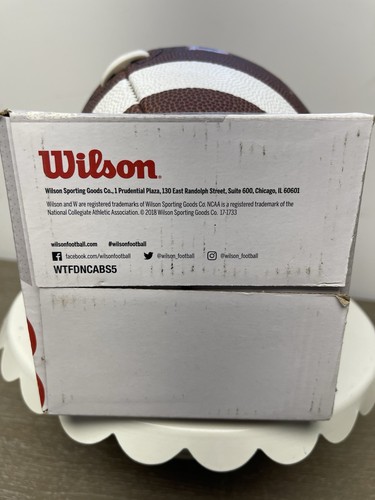 Wilson.
Wilson Sporting Goods Co., 1 Prudential Plaza, 130 East Randolph Street, Suite 600, Chicago, IL 60601
Wilson and W are registered trademarks of Wilson Sporting Goods Co NCAA is a registered trademark of the
National Collegiate Athletic Association. © 2018 Wilson Sporting Goods Co. 17-1733
wilsonfootball.com #wilsonfootball
facebook.com/wilsonfootball @wilson_football @wilson_football
WTFDNCABS5